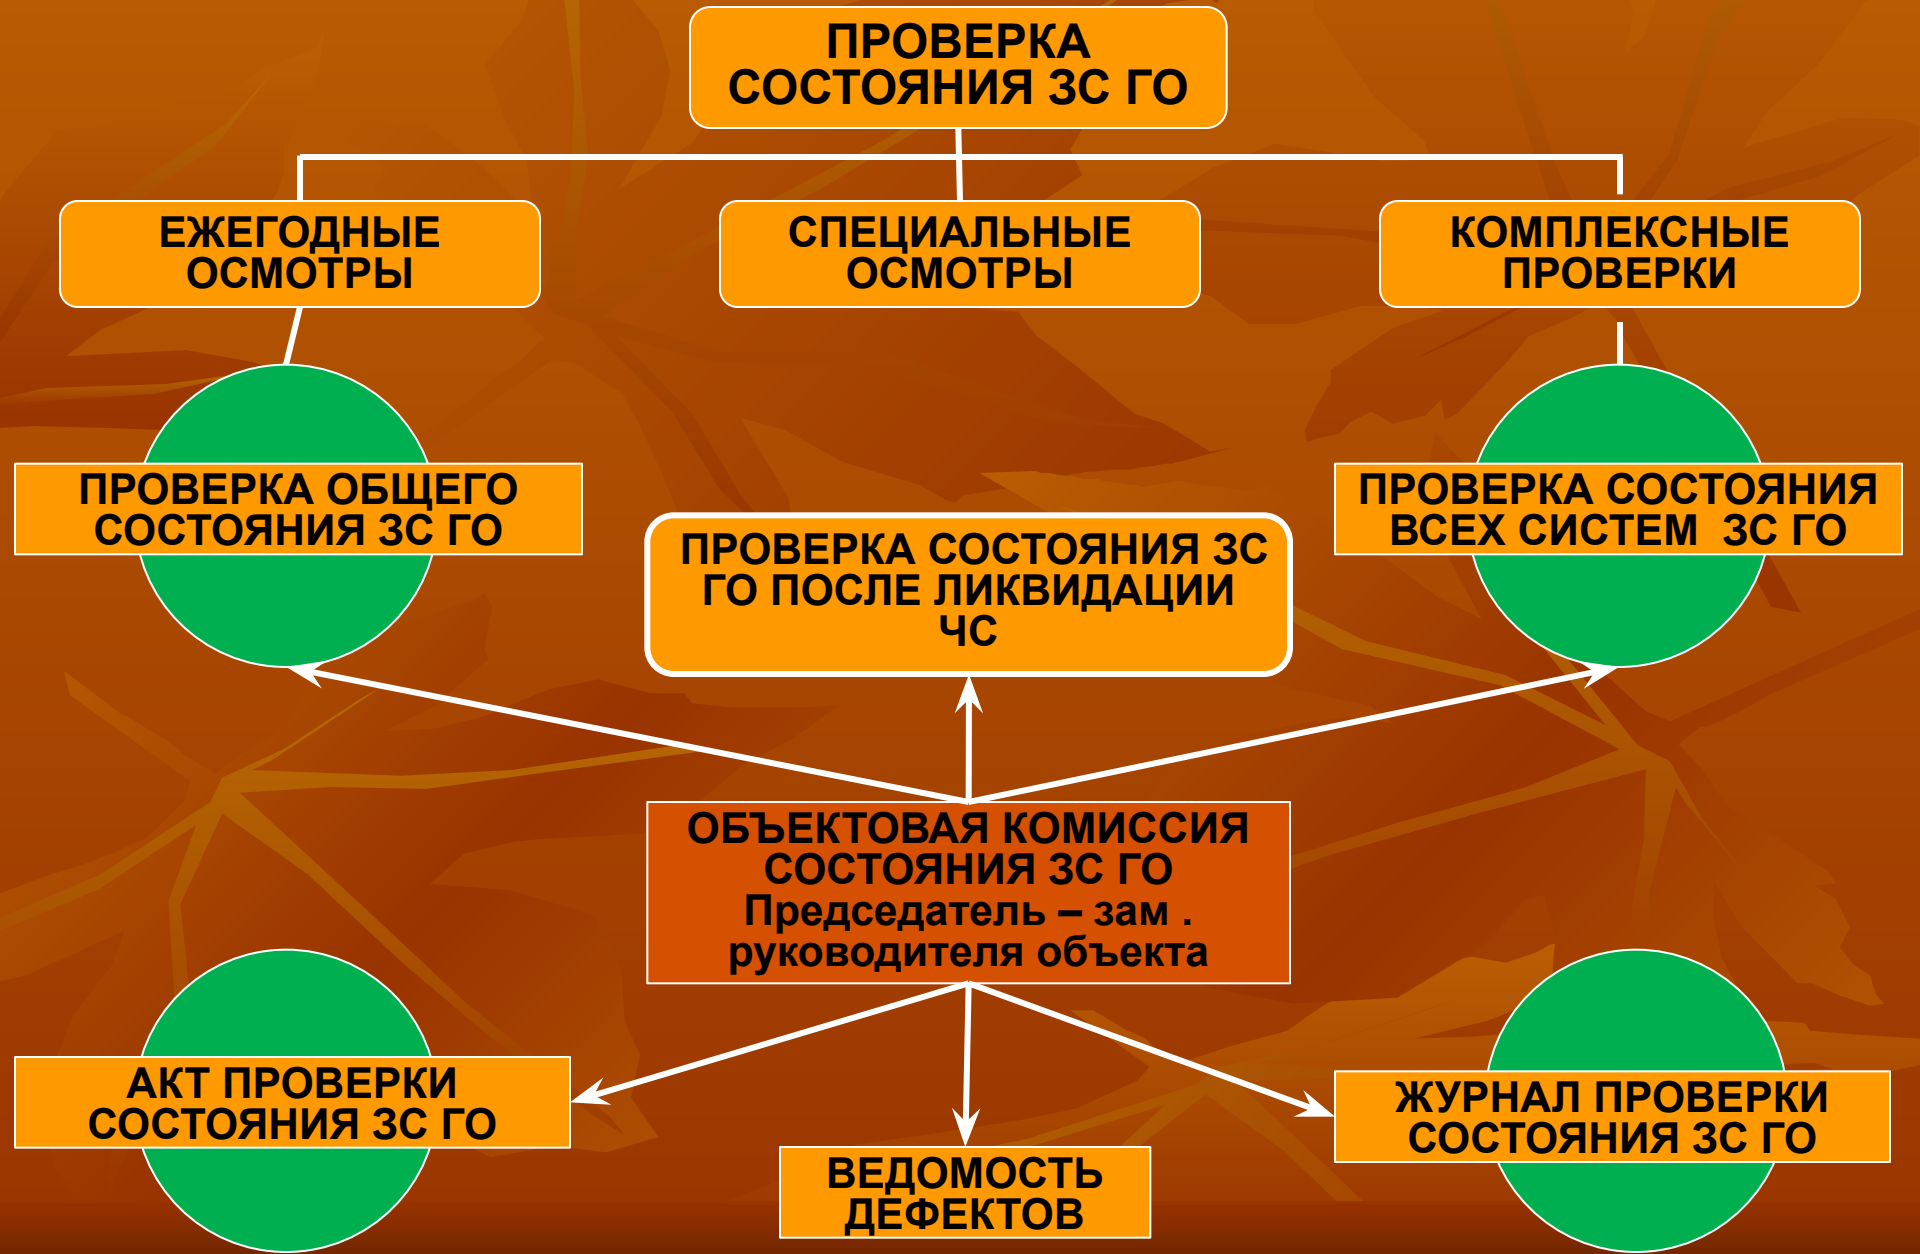 ПРОВЕРКА
СОСТОЯНИЯ ЗС ГО
ЕЖЕГОДНЫЕ
ОСМОТРЫ
СПЕЦИАЛЬНЫЕ
ОСМОТРЫ
КОМПЛЕКСНЫЕ
ПРОВЕРКИ
ПРОВЕРКА ОБЩЕГО
СОСТОЯНИЯ ЗС ГО
ПРОВЕРКА СОСТОЯНИЯ ЗС
ГО ПОСЛЕ ЛИКВИДАЦИИ
ЧС
ПРОВЕРКА СОСТОЯНИЯ
ВСЕХ СИСТЕМ ЗС ГО
ОБЪЕКТОВАЯ КОМИССИЯ
СОСТОЯНИЯ ЗС ГО
Председатель – зам .
руководителя объекта
АКТ ПРОВЕРКИ
СОСТОЯНИЯ ЗС ГО
ВЕДОМОСТЬ
ДЕФЕКТОВ
ЖУРНАЛ ПРОВЕРКИ
СОСТОЯНИЯ ЗС ГО